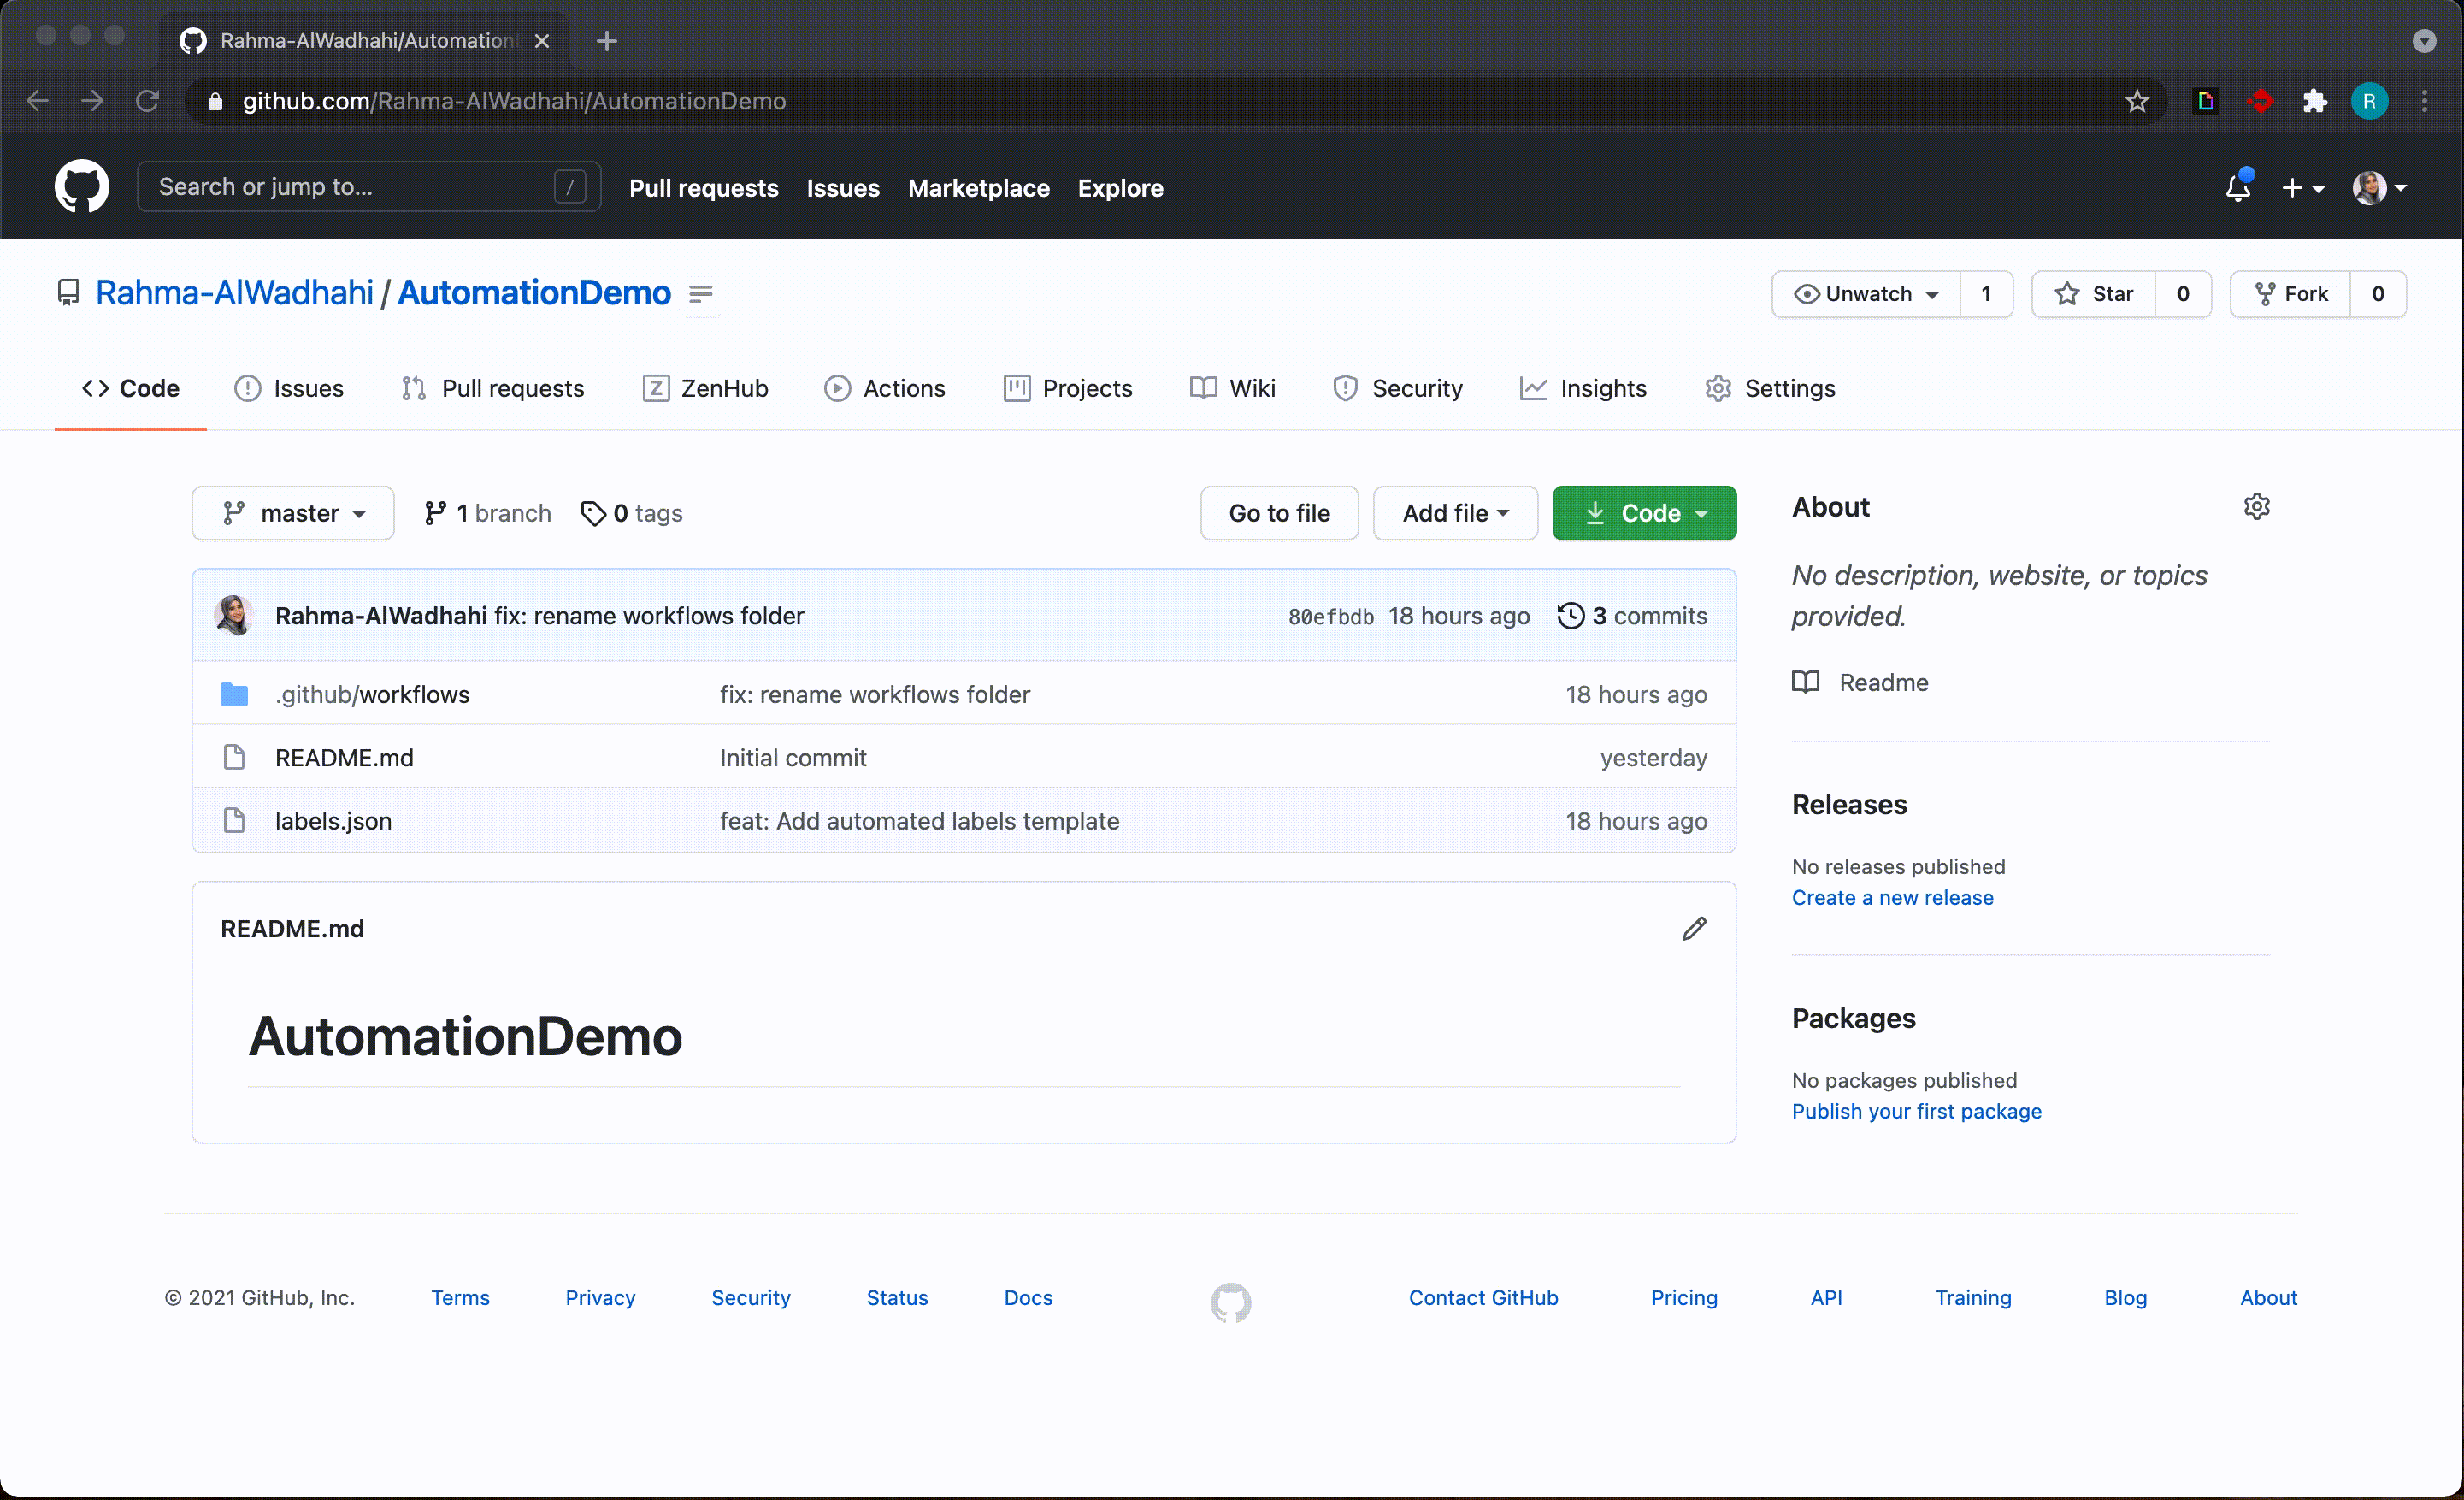 Rahma-AlWadhahi/Automation
github.com/Rahma-AlWadhahi/AutomationDemo
R
Search or jump to... /
Pull requests Issues Marketplace Explore
Rahma-AlWadhahi / AutomationDemo
Unwatch 1 Star 0 Fork 0
Code Issues Pull requests Z ZenHub Actions Projects Wiki Security Insights Settings
master 1 branch 0 tags Go to file Add file Code
Rahma-AlWadhahi fix: rename workflows folder 80efbdb 18 hours ago 3 commits
.github/workflows fix: rename workflows folder 18 hours ago
README.md Initial commit yesterday
labels.json feat: Add automated labels template 18 hours ago
README.md
AutomationDemo
About
No description, website, or topics
provided.
Readme
Releases
No releases published
Create a new release
Packages
No packages published
Publish your first package
© 2021 GitHub, Inc. Terms Privacy Security Status Docs Contact GitHub Pricing API Training Blog About